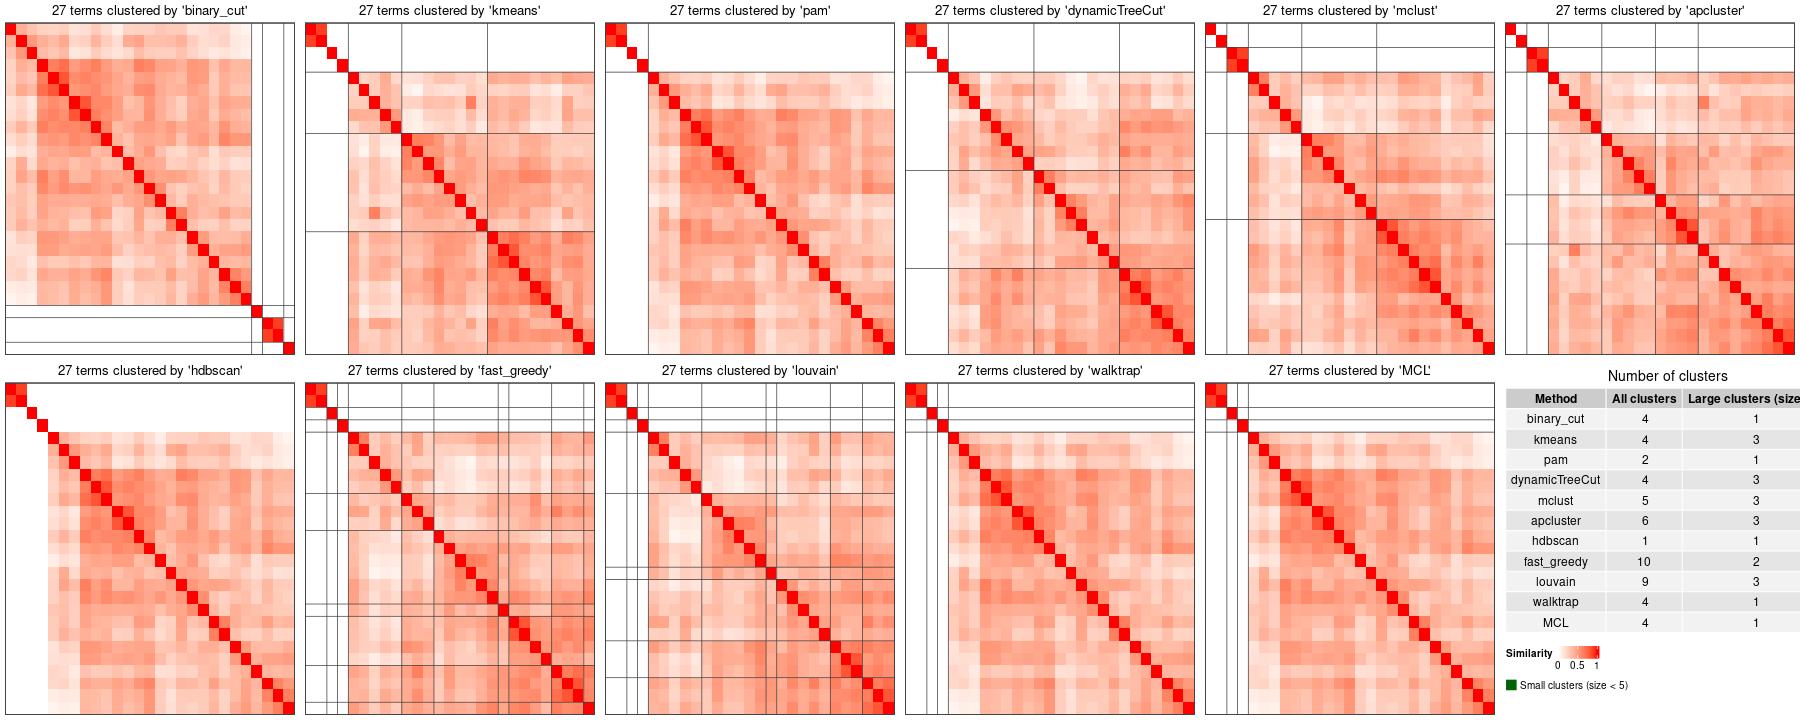 27 terms clustered by 'binary_cut'
27 terms clustered by 'kmeans'
27 terms clustered by 'pam'
27 terms clustered by 'dynamicTreeCut'
27 terms clustered by 'mclust'
27 terms clustered by 'apcluster'
27 terms clustered by 'hdbscan'
27 terms clustered by 'fast_greedy'
27 terms clustered by 'louvain'
27 terms clustered by 'walktrap'
27 terms clustered by 'MCL'
Number of clusters
Method All clusters Large clusters (size
binary_cut 4 1
kmeans 4 3
pam 2 1
dynamicTreeCut 4 3
mclust 5 3
apcluster 6 3
hdbscan 1 1
fast_greedy 10 2
louvain 9 3
walktrap 4 1
MCL 4 1
Similarity
0 0.5 1
Small clusters (size < 5)